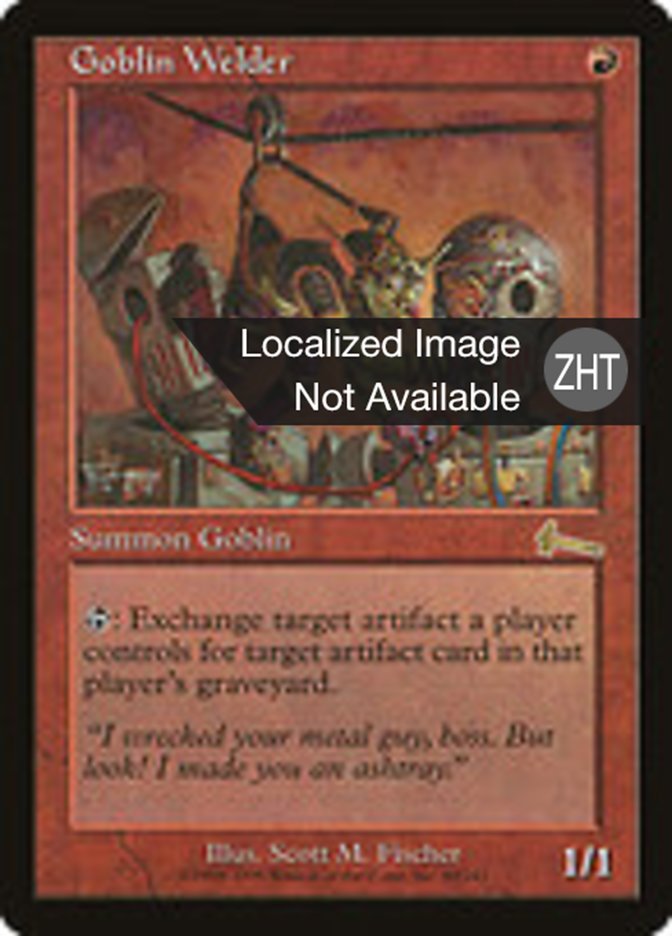 Goblin Welder
Localized Image
Not Available
ZHT
Summon Goblin
: Exchange target artifact a player
controls for target artifact card in that
player's graveyard.
"I wrecked your metal guy, boss. But
look! I made you an ashtray."
Illus. Scott M. Fischer
1/1